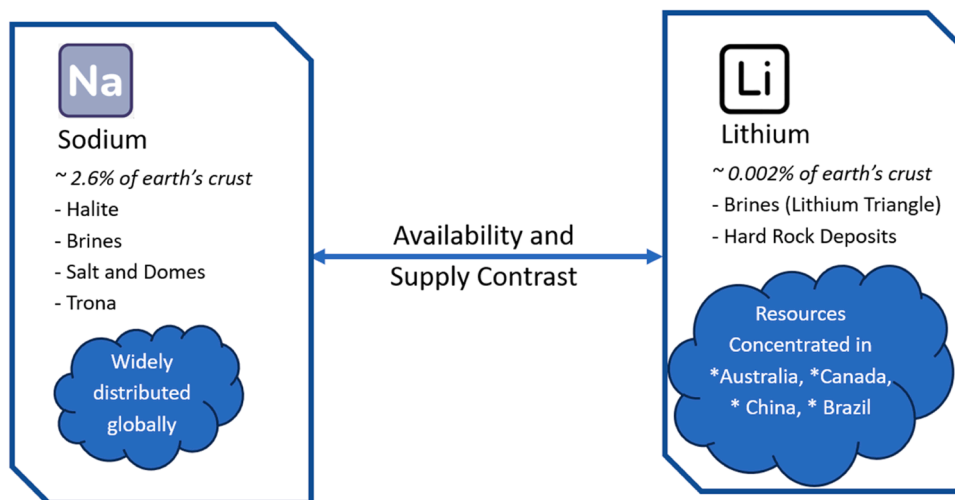 Na
Sodium
~ 2.6% of earth's crust
- Halite
- Brines
- Salt and Domes
- Trona
Widely
distributed
globally
Availability and
Supply Contrast
Li
Lithium
~ 0.002% of earth's crust
- Brines (Lithium Triangle)
- Hard Rock Deposits
Resources
Concentrated in
*Australia, *Canada,
* China, * Brazil